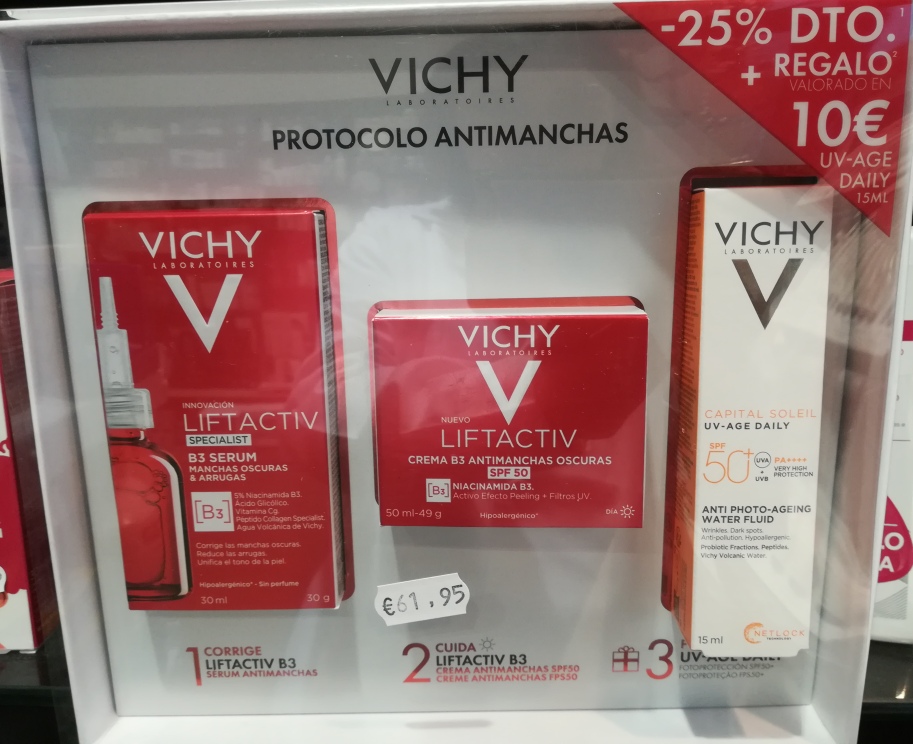 -25% DTO.¹
+ REGALO²
VALORADO EN
10€
UV-AGE
DAILY
15ML
VICHY
LABORATOIRES
PROTOCOLO ANTIMANCHAS
VICHY
LABORATOIRES
V
INNOVACIÓN
LIFTACTIV
SPECIALIST
B3 SERUM
MANCHAS OSCURAS
& ARRUGAS
[B3]
5% Niacinamida B3.
Ácido Glicólico.
Vitamina Cg.
Péptido Collagen Specialist.
Agua Volcánica de Vichy.
Corrige las manchas oscuras.
Reduce las arrugas.
Unifica el tono de la piel.
Hipoalergénico* - Sin perfume
30 ml
30 g
VICHY
LABORATOIRES
V
NUEVO
LIFTACTIV
CREMA B3 ANTIMANCHAS OSCURAS
SPF 50
[B3] NIACINAMIDA B3.
Activo Efecto Peeling + Filtros UV.
50 ml-49 g
Hipoalergénico*
DÍA
VICHY
LABORATOIRES
V
CAPITAL SOLEIL
UV-AGE DAILY
SPF
50+
UVA
+
UVB
PA++++
VERY HIGH
PROTECTION
ANTI PHOTO-AGEING
WATER FLUID
Wrinkles, Dark spots,
Anti-pollution, Hypoallergenic
Probiotic Fractions, Peptides,
Vichy Volcanic Water
15 ml
NETLOCK
TECHNOLOGY
€61,95
1 CORRIGE
LIFTACTIV B3
SÉRUM ANTIMANCHAS
2 CUIDA
LIFTACTIV B3
CREMA ANTIMANCHAS SPF50
CREME ANTIMANCHAS FPS50
3
UV-AGE DAILY
FOTOPROTECCIÓN SPF50+
FOTOPROTEÇÃO FPS50+